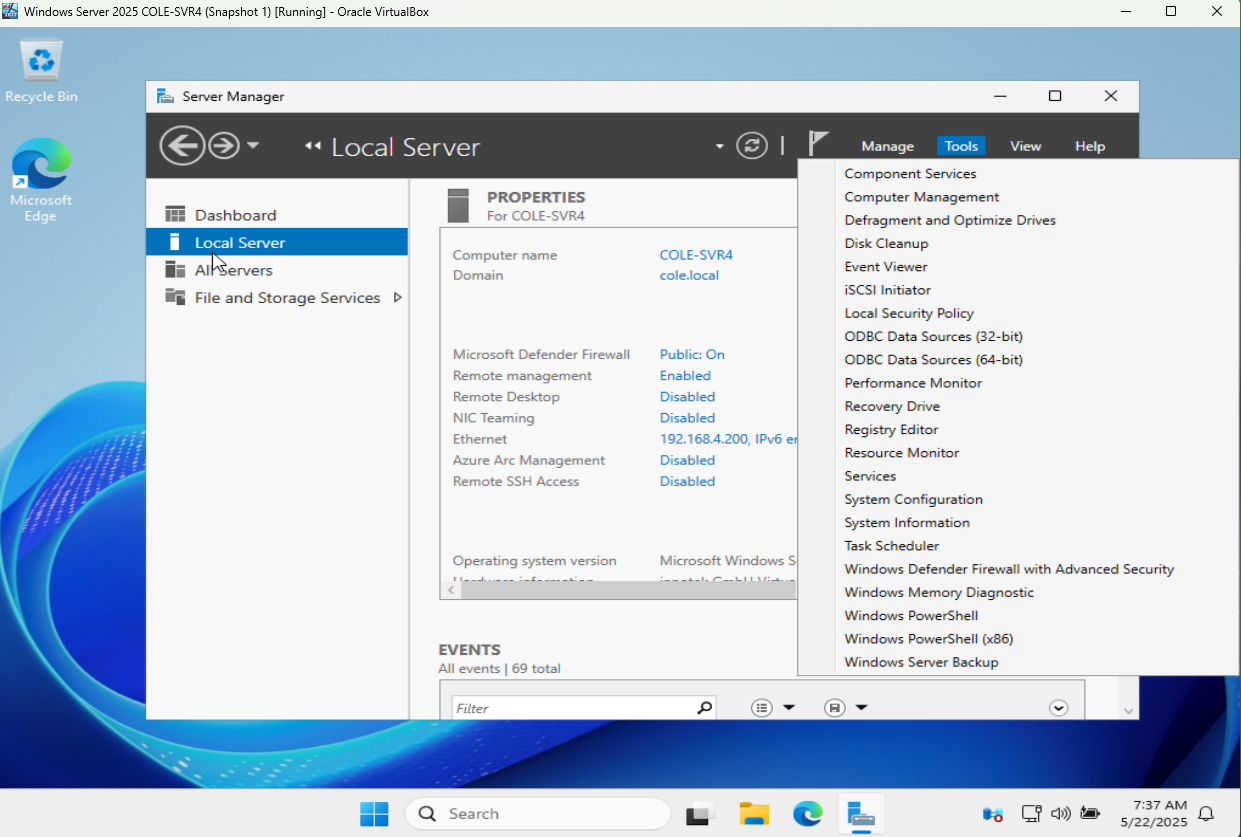 Windows Server 2025 COLE-SVR4 (Snapshot 1) [Running] - Oracle VirtualBox
Recycle Bin
Microsoft
Edge
Server Manager
Local Server
Manage
Tools
View
Help
Dashboard
Local Server
All Servers
File and Storage Services
PROPERTIES
For COLE-SVR4
Computer name COLE-SVR4
Domain cole.local
Microsoft Defender Firewall Public: On
Remote management Enabled
Remote Desktop Disabled
NIC Teaming Disabled
Ethernet 192.168.4.200, IPv6
Azure Arc Management Disabled
Remote SSH Access Disabled
Operating system version Microsoft Windows
Hardware information
EVENTS
All events | 69 total
Filter
Component Services
Computer Management
Defragment and Optimize Drives
Disk Cleanup
Event Viewer
iSCSI Initiator
Local Security Policy
ODBC Data Sources (32-bit)
ODBC Data Sources (64-bit)
Performance Monitor
Recovery Drive
Registry Editor
Resource Monitor
Services
System Configuration
System Information
Task Scheduler
Windows Defender Firewall with Advanced Security
Windows Memory Diagnostic
Windows PowerShell
Windows PowerShell (x86)
Windows Server Backup
Search
7:37 AM
5/22/2025